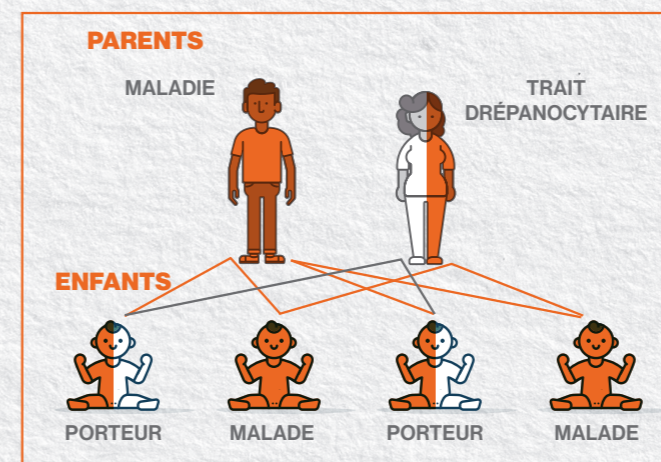 PARENTS
MALADIE
TRAIT
DRÉPANOCYTAIRE
ENFANTS
PORTEUR
MALADE
PORTEUR
MALADE